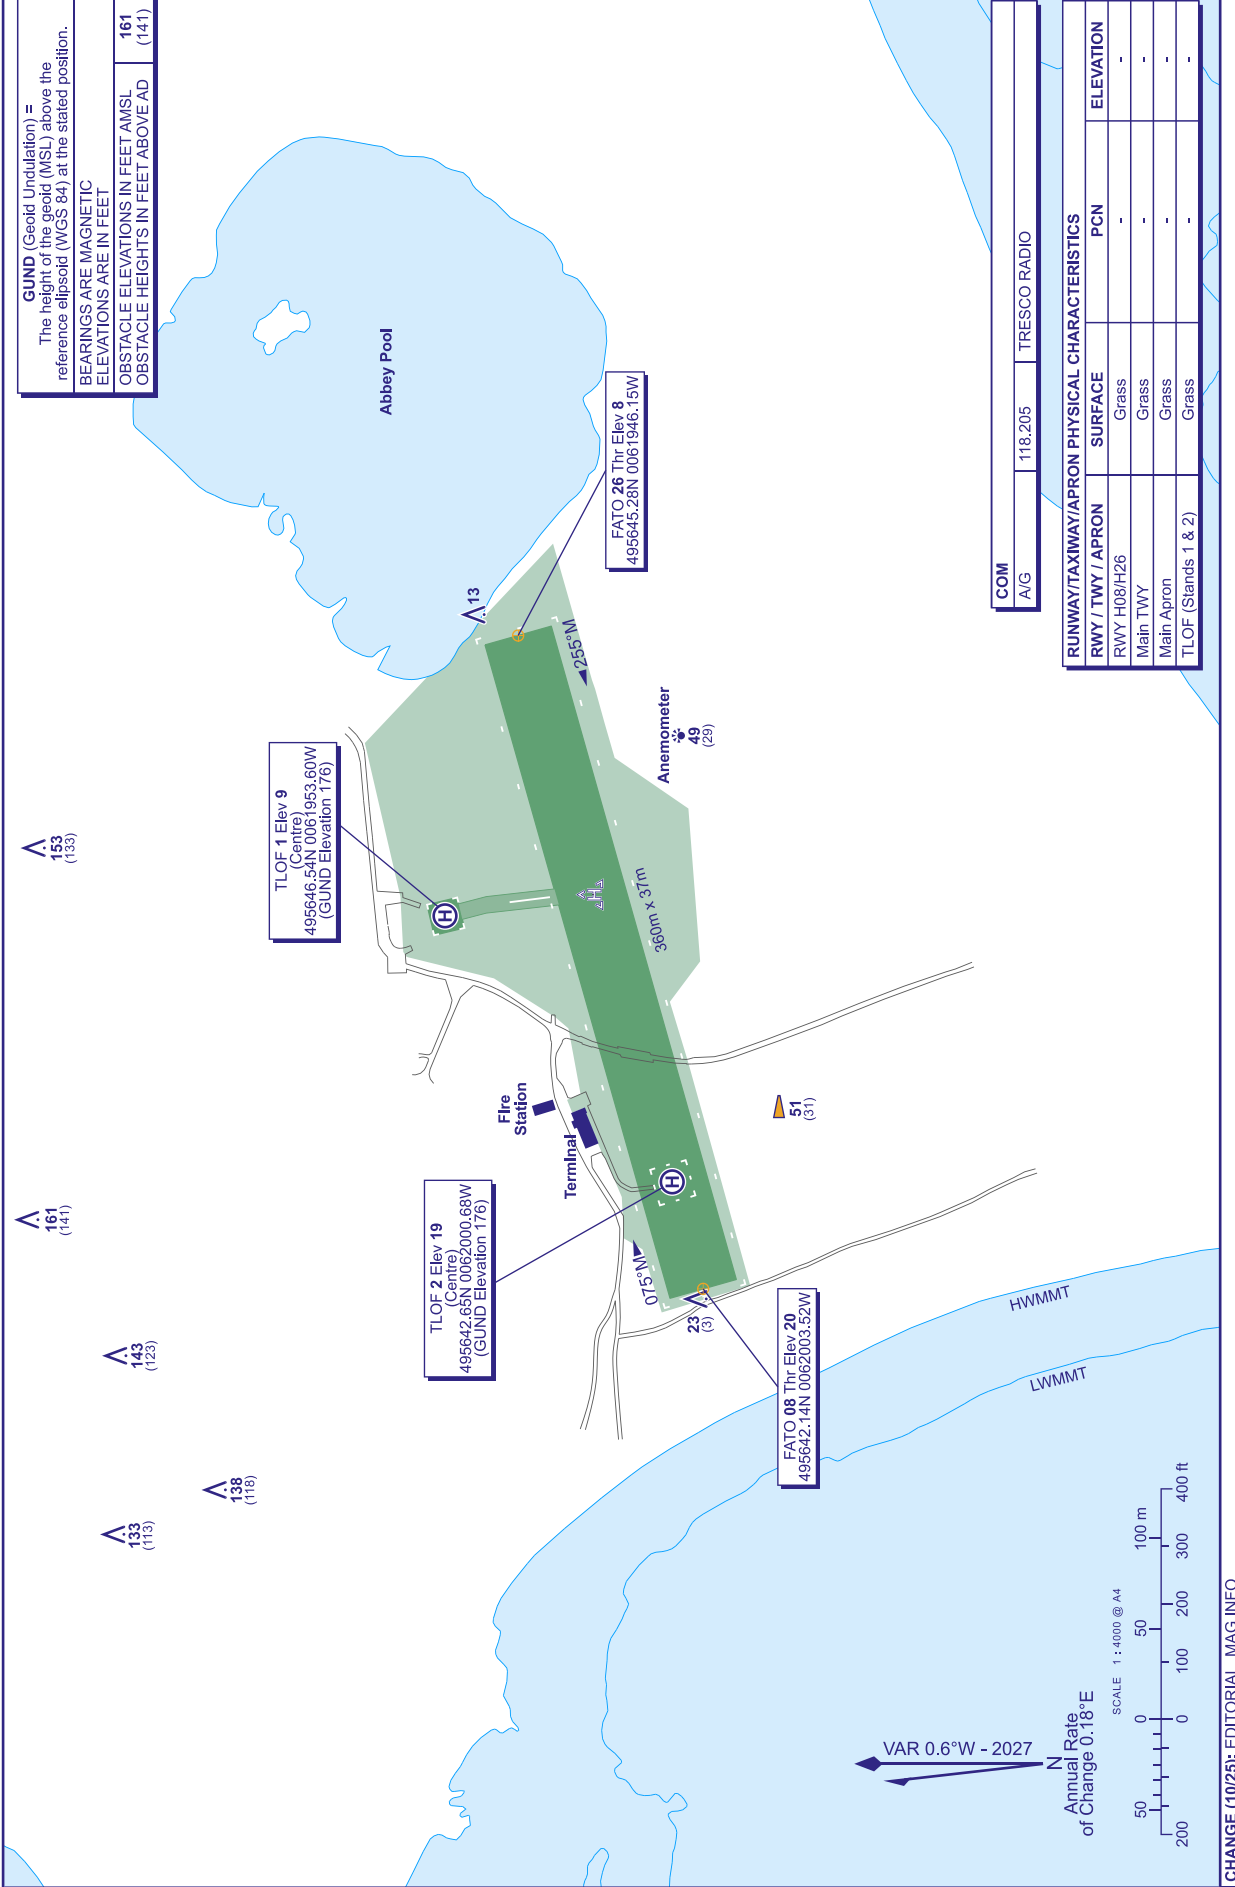 GUND (Geoid Undulation) =
The height of the geoid (MSL) above the
reference elipsoid (WGS 84) at the stated position.
BEARINGS ARE MAGNETIC
ELEVATIONS ARE IN FEET
OBSTACLE ELEVATIONS IN FEET AMSL
OBSTACLE HEIGHTS IN FEET ABOVE AD
161
(141)
133
(113)
138
(118)
143
(123)
161
(141)
153
(133)
TLOF 1 Elev 9
(Centre)
495646.54N 0061953.60W
(GUND Elevation 176)
Abbey Pool
13
FATO 26 Thr Elev 8
495645.28N 0061946.15W
255°M
Anemometer
49
(29)
360m x 37m
H
H
Fire
Station
Terminal
TLOF 2 Elev 19
(Centre)
495642.65N 0062000.68W
(GUND Elevation 176)
H
075°M
23
(3)
51
(31)
FATO 08 Thr Elev 20
495642.14N 0062003.52W
HWMMT
LWMMT
COM
A/G 118.205 TRESCO RADIO
RUNWAY/TAXIWAY/APRON PHYSICAL CHARACTERISTICS
RWY / TWY / APRON SURFACE PCN ELEVATION
RWY H08/H26 Grass - -
Main TWY Grass - -
Main Apron Grass - -
TLOF (Stands 1 & 2) Grass - -
VAR 0.6°W - 2027
N
Annual Rate
of Change 0.18°E
SCALE 1 : 4000 @ A4
50 0 50 100 m
200 0 100 200 300 400 ft
CHANGE (10/25): EDITORIAL. MAG INFO